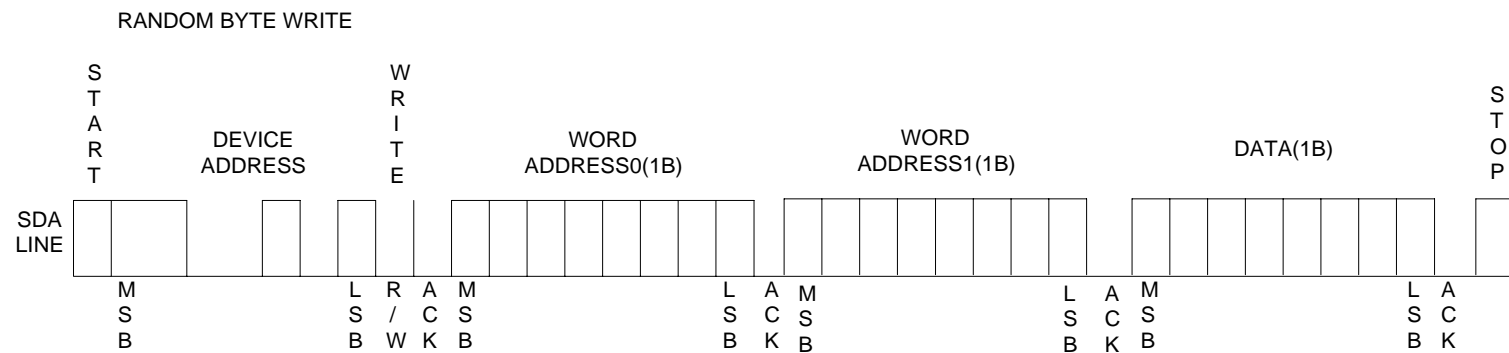 RANDOM BYTE WRITE
START
WRITE
STOP
DEVICE
ADDRESS
WORD
ADDRESS0(1B)
WORD
ADDRESS1(1B)
DATA(1B)
SDA
LINE
MSB
LSB
R/W
ACK
MSB
LSB
ACK
MSB
LSB
ACK
MSB
LSB
ACK